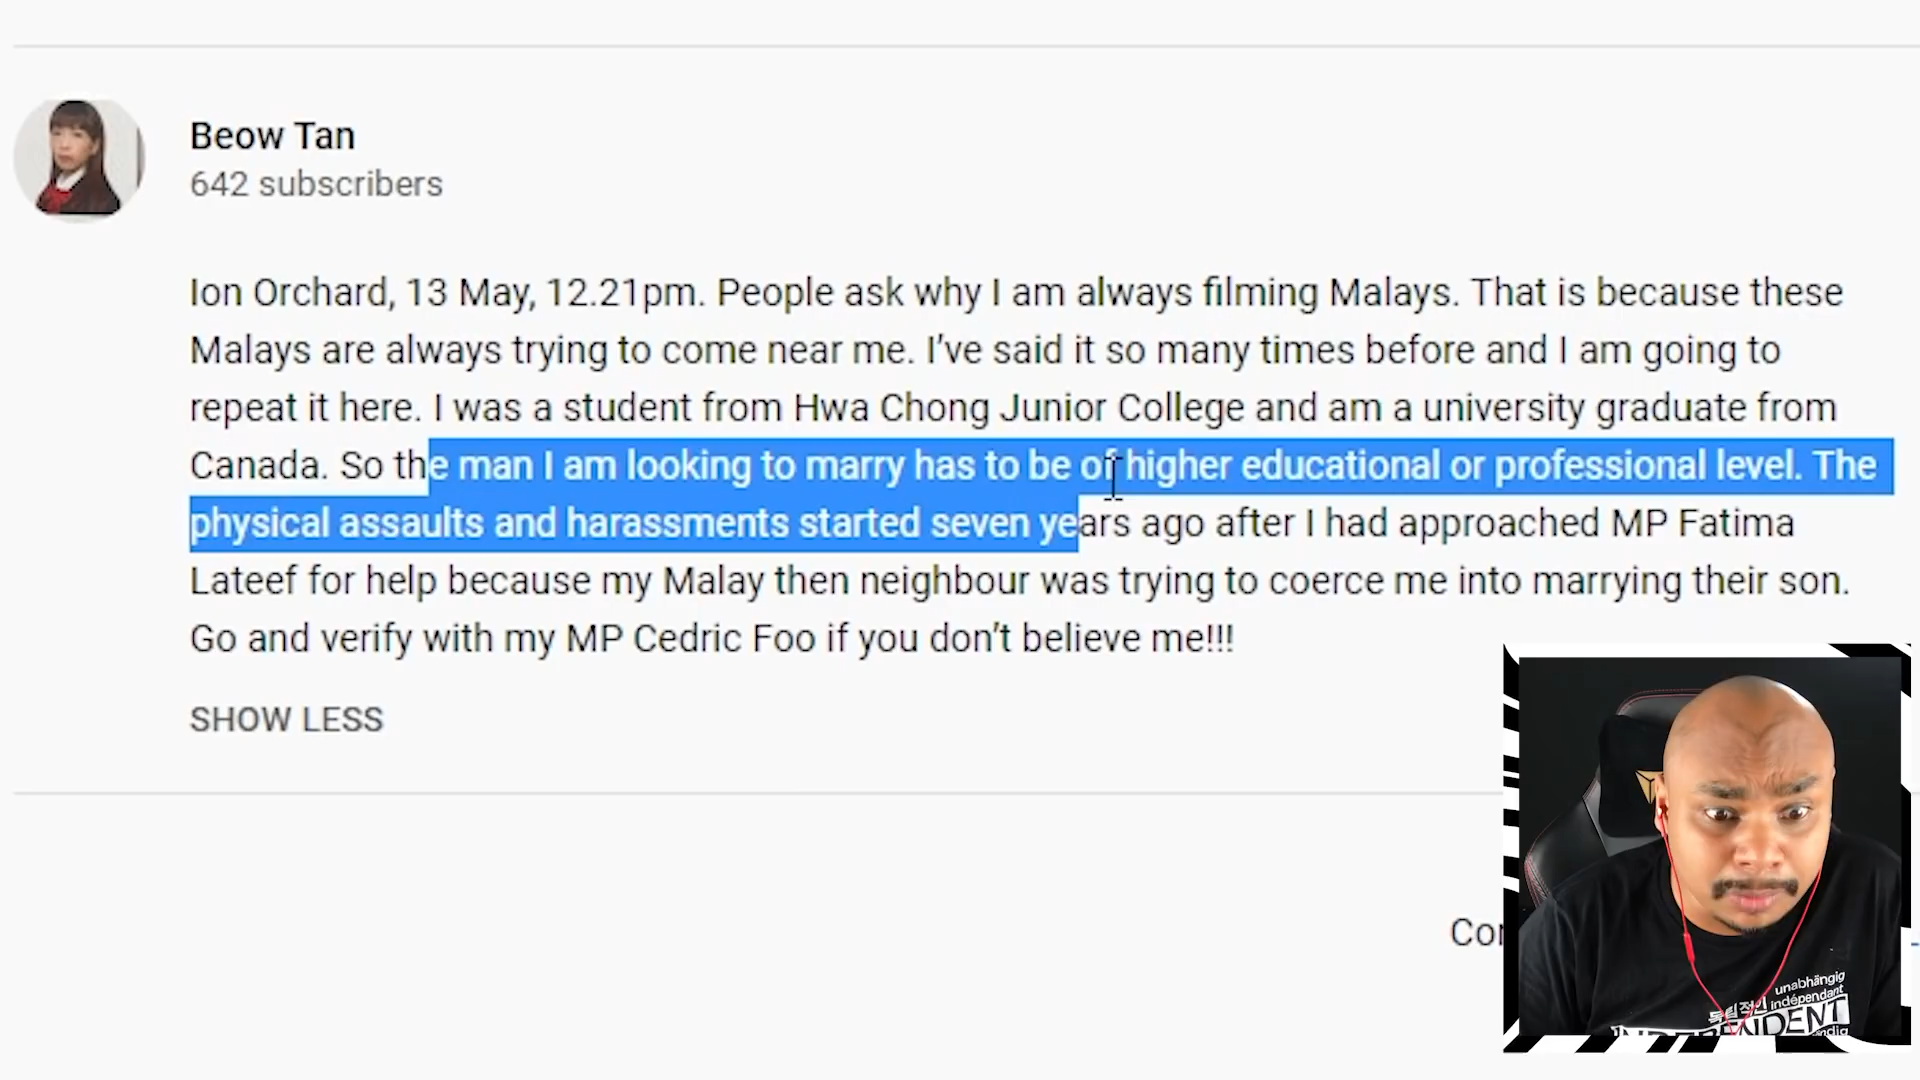 Beow Tan
642 subscribers
Ion Orchard, 13 May, 12.21pm. People ask why I am always filming Malays. That is because these
Malays are always trying to come near me. I’ve said it so many times before and I am going to
repeat it here. I was a student from Hwa Chong Junior College and am a university graduate from
Canada. So the man I am looking to marry has to be of higher educational or professional level. The
physical assaults and harassments started seven years ago after I had approached MP Fatima
Lateef for help because my Malay then neighbour was trying to coerce me into marrying their son.
Go and verify with my MP Cedric Foo if you don’t believe me!!!
SHOW LESS
unabhängig
indépendant